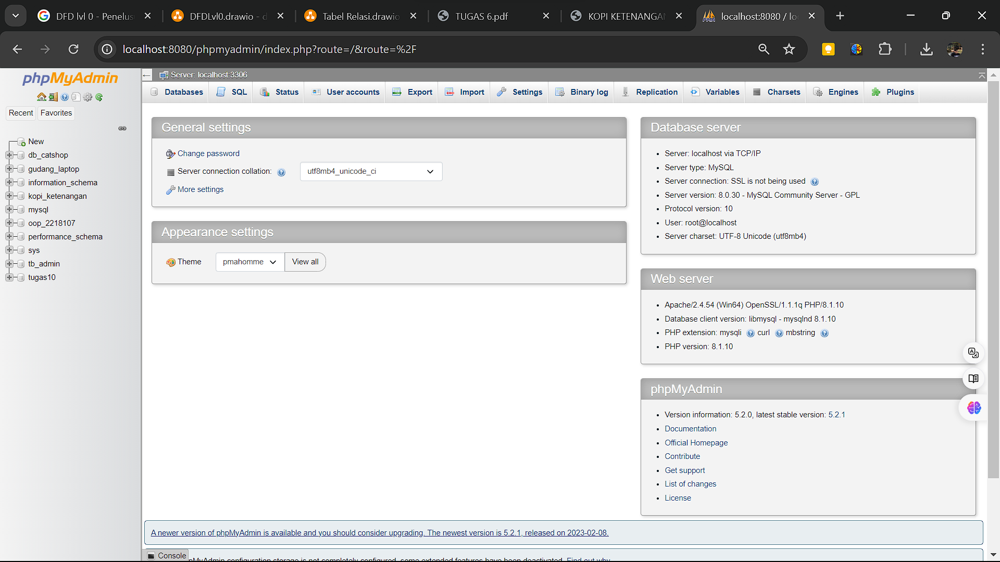 DFD lvl 0 - Penelus
DFDLvl0.drawio - d
Tabel Relasi.drawio
TUGAS 6.pdf
KOPI KETENANGAN
localhost:8080 / lo
localhost:8080/phpmyadmin/index.php?route=/&route=%2F
phpMyAdmin
Recent
Favorites
New
db_catshop
gudang_laptop
information_schema
kopi_ketenangan
mysql
oop_2218107
performance_schema
sys
tb_admin
tugas10
Server: localhost:3306
Databases
SQL
Status
User accounts
Export
Import
Settings
Binary log
Replication
Variables
Charsets
Engines
Plugins
General settings
Change password
Server connection collation:
utf8mb4_unicode_ci
More settings
Appearance settings
Theme
pmahomme
View all
Database server
Server: localhost via TCP/IP
Server type: MySQL
Server connection: SSL is not being used
Server version: 8.0.30 - MySQL Community Server - GPL
Protocol version: 10
User: root@localhost
Server charset: UTF-8 Unicode (utf8mb4)
Web server
Apache/2.4.54 (Win64) OpenSSL/1.1.1q PHP/8.1.10
Database client version: libmysql - mysqlnd 8.1.10
PHP extension: mysqli curl mbstring
PHP version: 8.1.10
phpMyAdmin
Version information: 5.2.0, latest stable version: 5.2.1
Documentation
Official Homepage
Contribute
Get support
List of changes
License
A newer version of phpMyAdmin is available and you should consider upgrading. The newest version is 5.2.1, released on 2023-02-08.
Console
pMyAdmin configuration storage is not completely configured, some extended features have been deactivated. Find out why.